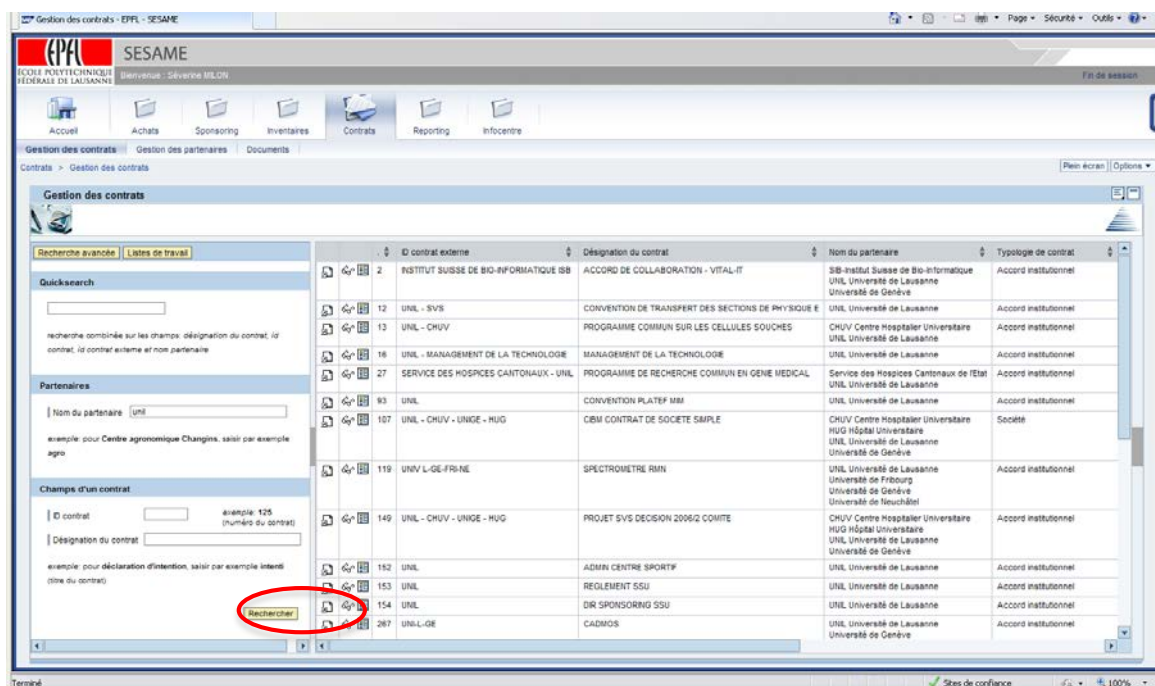 Gestion des contrats - EPFL - SESAME
Page Sécurité Outils
EPFL
SESAME
ÉCOLE POLYTECHNIQUE
FÉDÉRALE DE LAUSANNE
Bienvenue : Séverine MILON
Fin de session
Accueil Achats Sponsoring Inventaires Contrats Reporting Infocentre
Gestion des contrats Gestion des partenaires Documents
Contrats > Gestion des contrats
Plein écran Options
Gestion des contrats
Recherche avancée Listes de travail
Quicksearch
recherche combinée sur les champs: désignation du contrat, id
contrat, id contrat externe et nom partenaire
Partenaires
Nom du partenaire unil
exemple: pour Centre agronomique Changins, saisir par exemple
agro
Champs d'un contrat
ID contrat exemple: 125
(numéro du contrat)
Désignation du contrat
exemple: pour déclaration d'intention, saisir par exemple intenti
(titre du contrat)
Rechercher
. ID contrat externe Désignation du contrat Nom du partenaire Typologie de contrat
2 INSTITUT SUISSE DE BIO-INFORMATIQUE ISB ACCORD DE COLLABORATION - VITAL-IT SIB-Institut Suisse de Bio-Informatique Accord institutionnel
UNIL Université de Lausanne
Université de Genève
12 UNIL - SVS CONVENTION DE TRANSFERT DES SECTIONS DE PHYSIQUE E UNIL Université de Lausanne Accord institutionnel
13 UNIL - CHUV PROGRAMME COMMUN SUR LES CELLULES SOUCHES CHUV Centre Hospitalier Universitaire Accord institutionnel
UNIL Université de Lausanne
16 UNIL - MANAGEMENT DE LA TECHNOLOGIE MANAGEMENT DE LA TECHNOLOGIE UNIL Université de Lausanne Accord institutionnel
27 SERVICE DES HOSPICES CANTONAUX - UNIL PROGRAMME DE RECHERCHE COMMUN EN GENIE MEDICAL Service des Hospices Cantonaux de l'Etat Accord institutionnel
UNIL Université de Lausanne
93 UNIL CONVENTION PLATEF MIM UNIL Université de Lausanne Accord institutionnel
107 UNIL - CHUV - UNIGE - HUG CIBM CONTRAT DE SOCIETE SIMPLE CHUV Centre Hospitalier Universitaire Société
HUG Hôpital Universitaire
UNIL Université de Lausanne
Université de Genève
119 UNIV L-GE-FRI-NE SPECTROMETRE RMN UNIL Université de Lausanne Accord institutionnel
Université de Fribourg
Université de Genève
Université de Neuchâtel
149 UNIL - CHUV - UNIGE - HUG PROJET SVS DECISION 2006/2 COMITE CHUV Centre Hospitalier Universitaire Accord institutionnel
HUG Hôpital Universitaire
UNIL Université de Lausanne
Université de Genève
152 UNIL ADMIN CENTRE SPORTIF UNIL Université de Lausanne Accord institutionnel
153 UNIL REGLEMENT SSU UNIL Université de Lausanne Accord institutionnel
154 UNIL DIR SPONSORING SSU UNIL Université de Lausanne Accord institutionnel
267 UNI-L-GE CADMOS UNIL Université de Lausanne Accord institutionnel
Université de Genève
Terminé Sites de confiance 100%